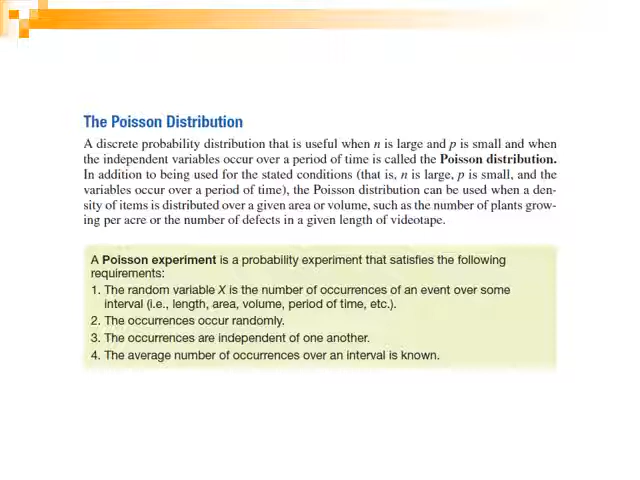 The Poisson Distribution
A discrete probability distribution that is useful when n is large and p is small and when
the independent variables occur over a period of time is called the Poisson distribution.
In addition to being used for the stated conditions (that is, n is large, p is small, and the
variables occur over a period of time), the Poisson distribution can be used when a den-
sity of items is distributed over a given area or volume, such as the number of plants grow-
ing per acre or the number of defects in a given length of videotape.
A Poisson experiment is a probability experiment that satisfies the following
requirements:
1. The random variable X is the number of occurrences of an event over some
interval (i.e., length, area, volume, period of time, etc.).
2. The occurrences occur randomly.
3. The occurrences are independent of one another.
4. The average number of occurrences over an interval is known.